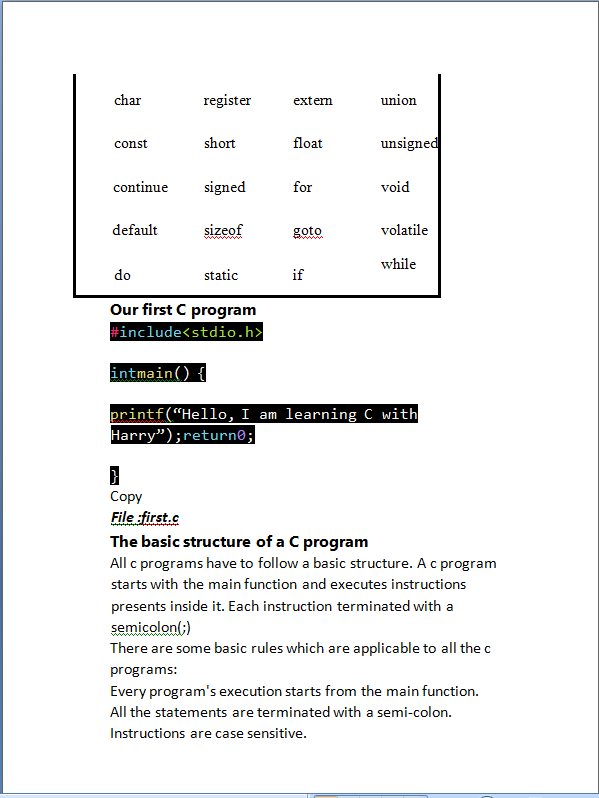 char register extern union
const short float unsigned
continue signed for void
default sizeof goto volatile
do static if while
Our first C program
#include<stdio.h>
intmain() {
printf(“Hello, I am learning C with
Harry”);return0;
}
Copy
File :first.c
The basic structure of a C program
All c programs have to follow a basic structure. A c program
starts with the main function and executes instructions
presents inside it. Each instruction terminated with a
semicolon(;)
There are some basic rules which are applicable to all the c
programs:
Every program's execution starts from the main function.
All the statements are terminated with a semi-colon.
Instructions are case sensitive.